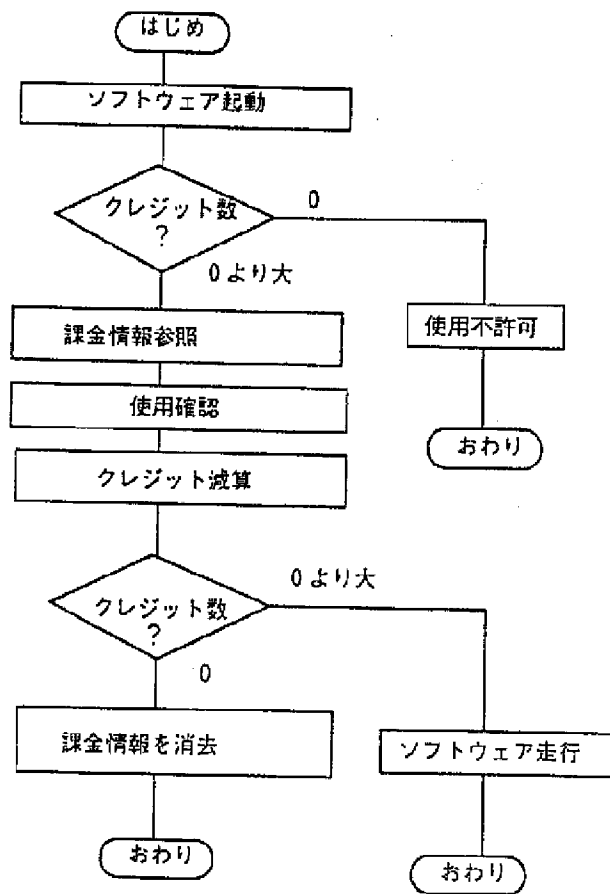 はじめ
ソフトウェア起動
クレジット数
?
0
0より大
課金情報参照
使用不許可
使用確認
おわり
クレジット減算
0より大
クレジット数
?
0
課金情報を消去
ソフトウェア走行
おわり
おわり